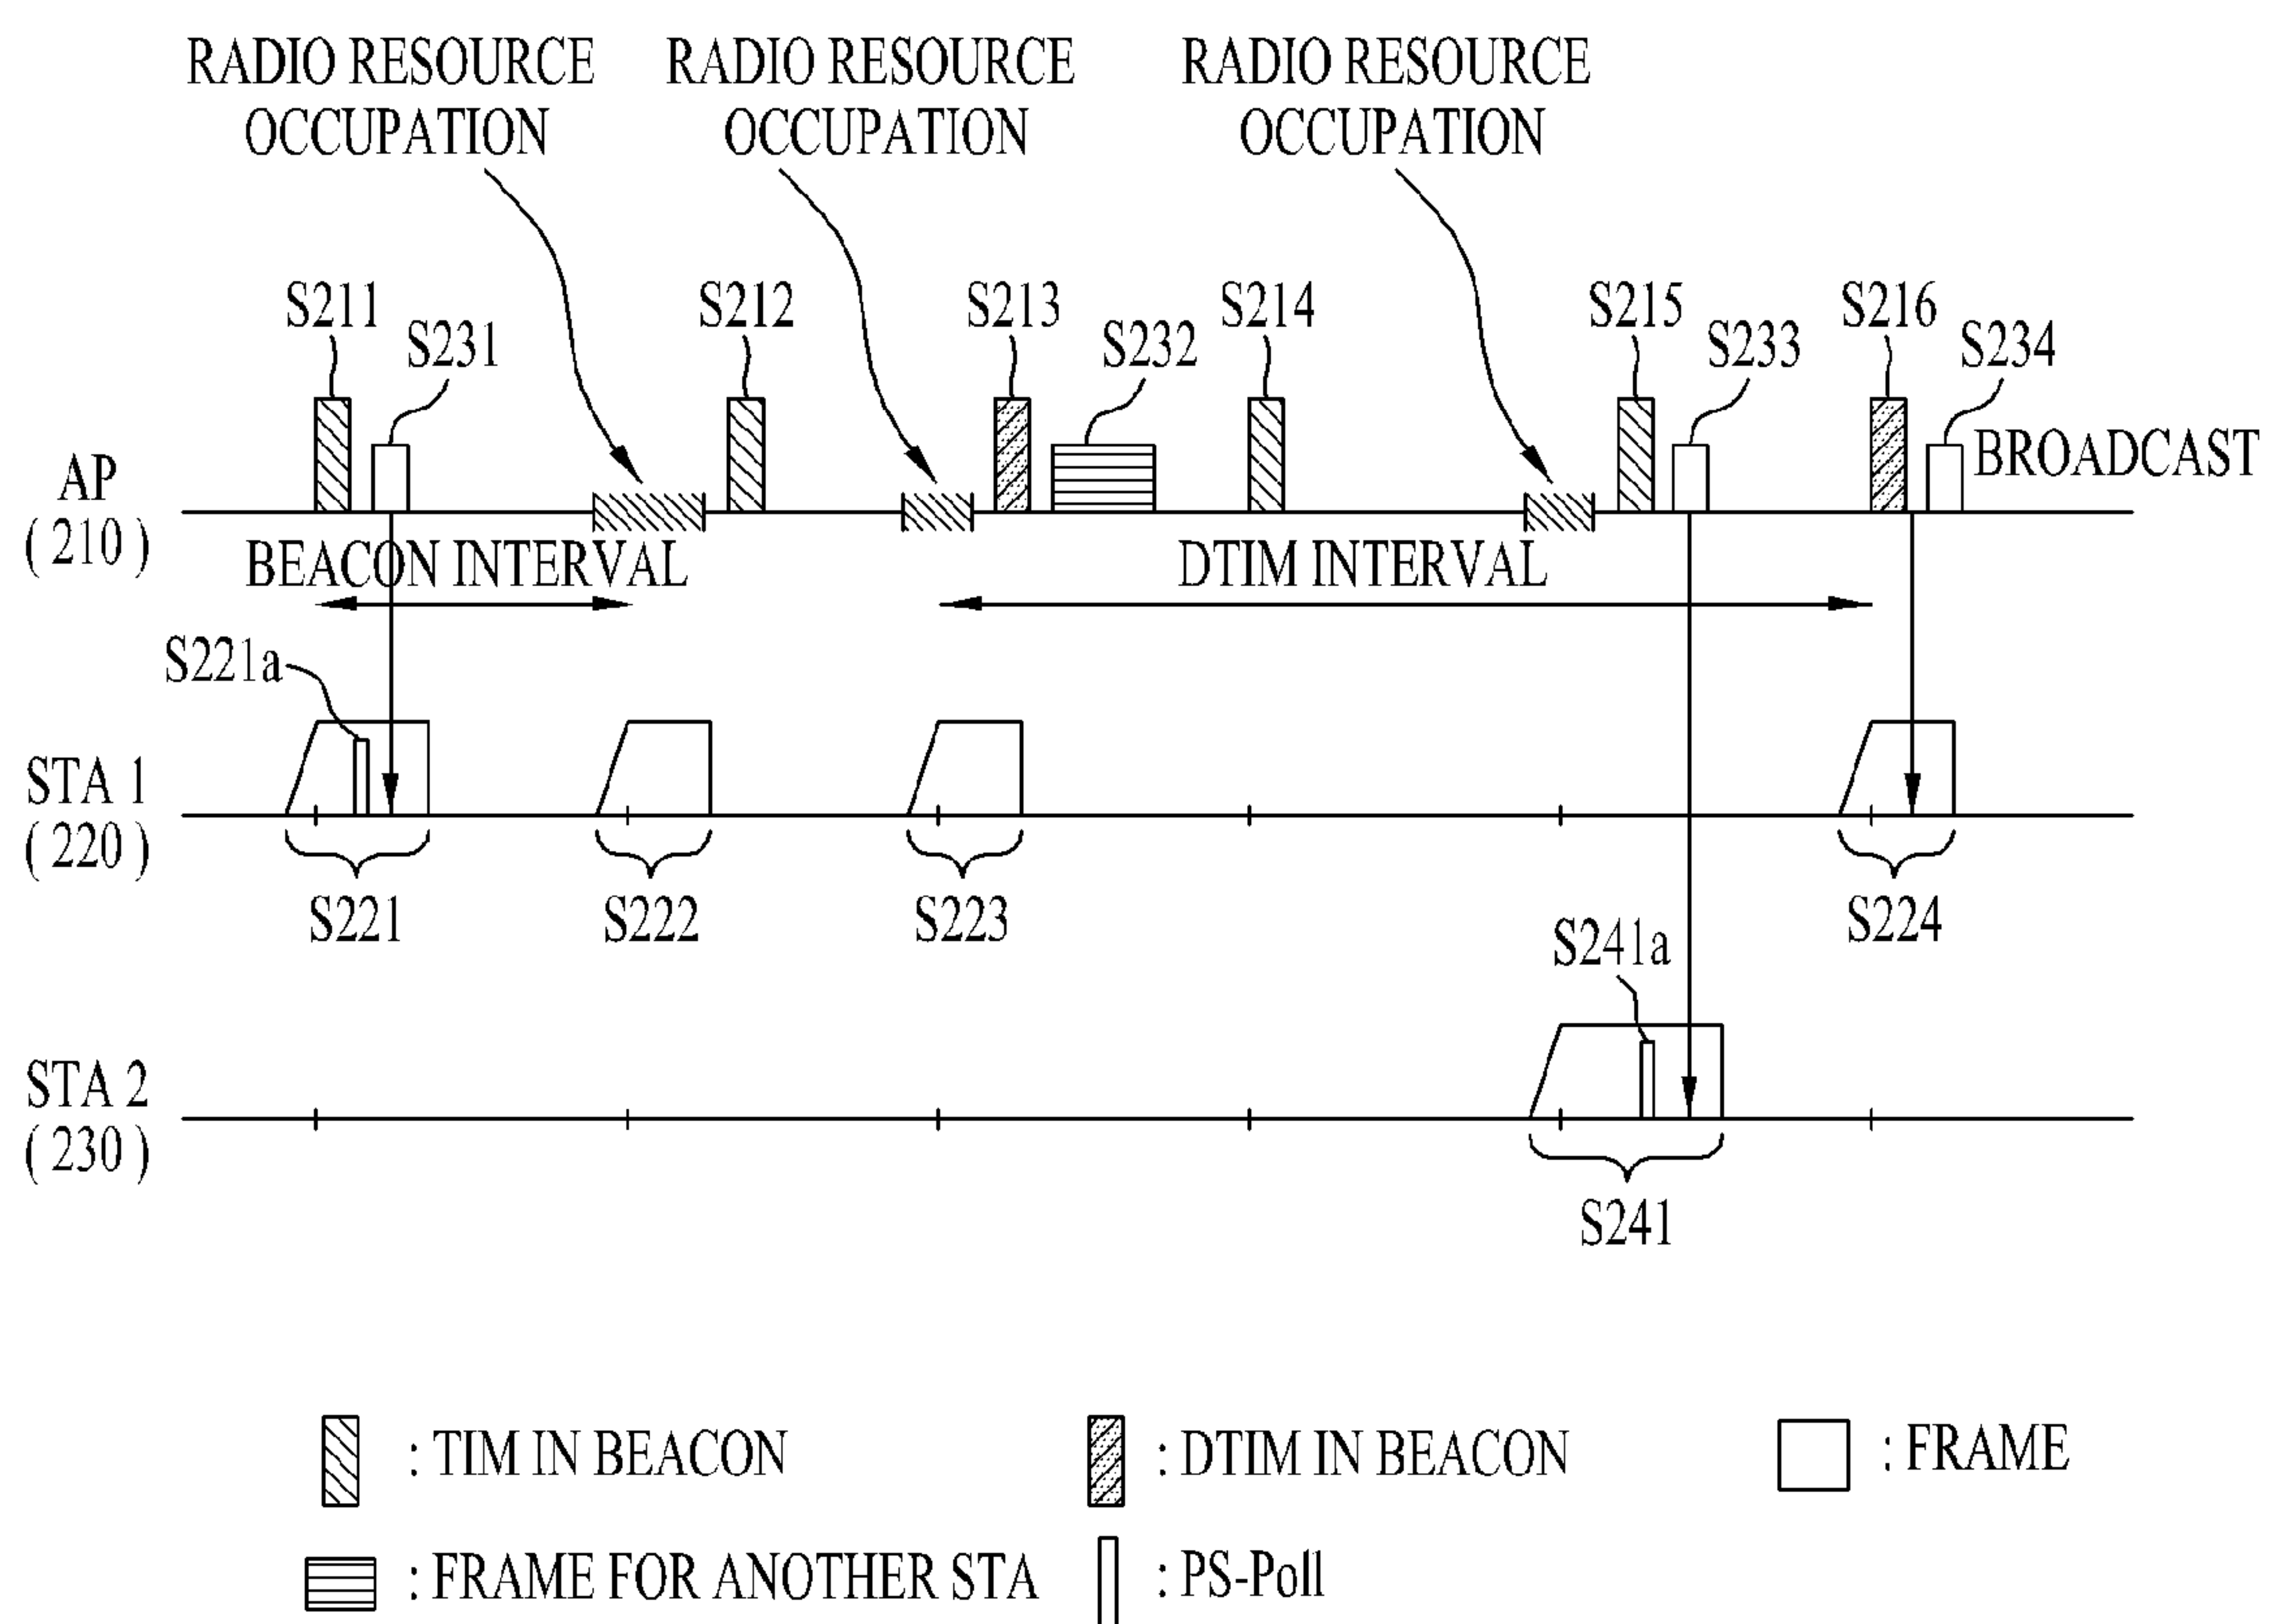 RADIO RESOURCE
OCCUPATION
RADIO RESOURCE
OCCUPATION
RADIO RESOURCE
OCCUPATION
S211
S231
S212
S213
S232
S214
S215
S233
S216
S234
AP
( 210 )
BROADCAST
BEACON INTERVAL
DTIM INTERVAL
S221a
STA 1
( 220 )
S221
S222
S223
S224
S241a
STA 2
( 230 )
S241
: TIM IN BEACON
: DTIM IN BEACON
: FRAME
: FRAME FOR ANOTHER STA
: PS-Poll